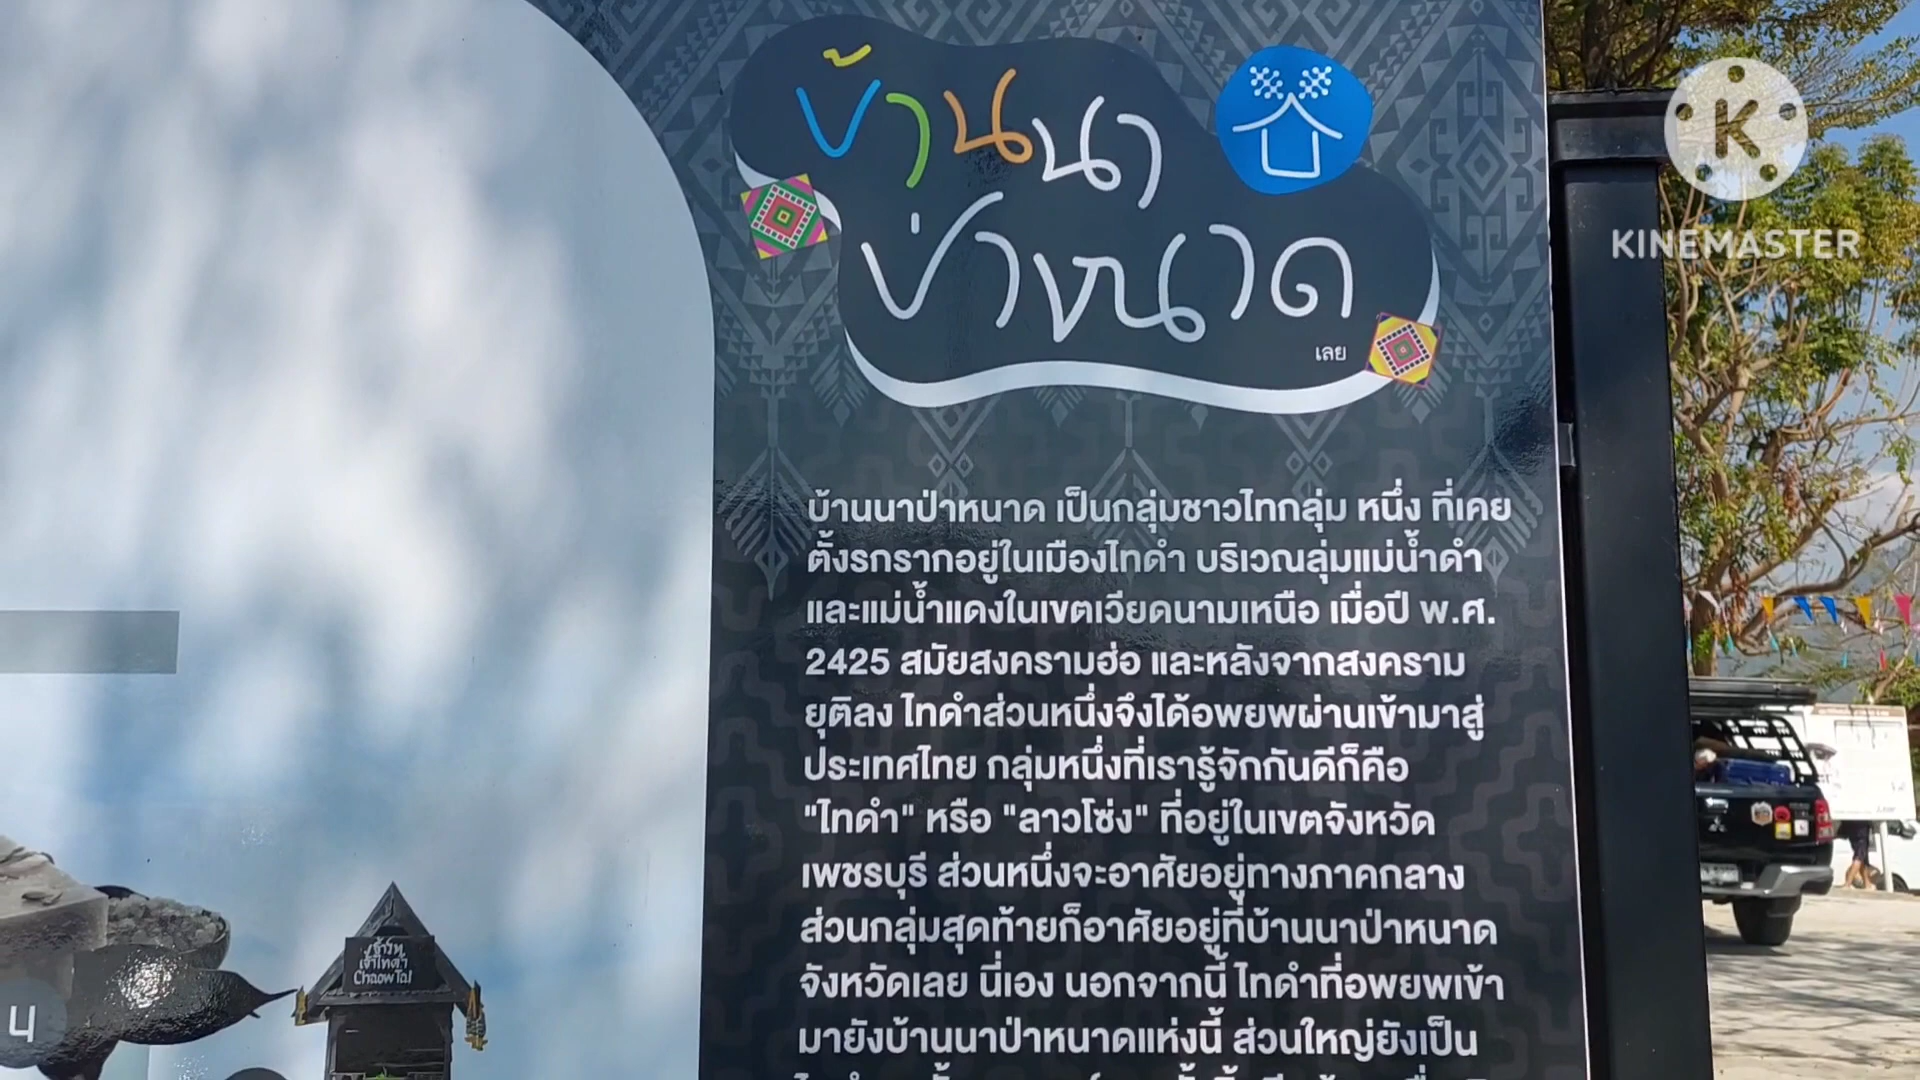 บ้านนา
ป่าหนาด
เลย
KINEMASTER
บ้านนาป่าหนาด เป็นกลุ่มชาวไทกลุ่ม หนึ่ง ที่เคย
ตั้งรกรากอยู่ในเมืองไทดำ บริเวณลุ่มแม่น้ำดำ
และแม่น้ำแดงในเขตเวียดนามเหนือ เมื่อปี พ.ศ.
2425 สมัยสงครามฮ่อ และหลังจากสงคราม
ยุติลง ไทดำส่วนหนึ่งจึงได้อพยพผ่านเข้ามาสู่
ประเทศไทย กลุ่มหนึ่งที่เรารู้จักกันดีก็คือ
"ไทดำ" หรือ "ลาวโซ่ง" ที่อยู่ในเขตจังหวัด
เพชรบุรี ส่วนหนึ่งจะอาศัยอยู่ทางภาคกลาง
ส่วนกลุ่มสุดท้ายก็อาศัยอยู่ที่บ้านนาป่าหนาด
จังหวัดเลย นี่เอง นอกจากนี้ ไทดำที่อพยพเข้า
มายังบ้านนาป่าหนาดแห่งนี้ ส่วนใหญ่ยังเป็น